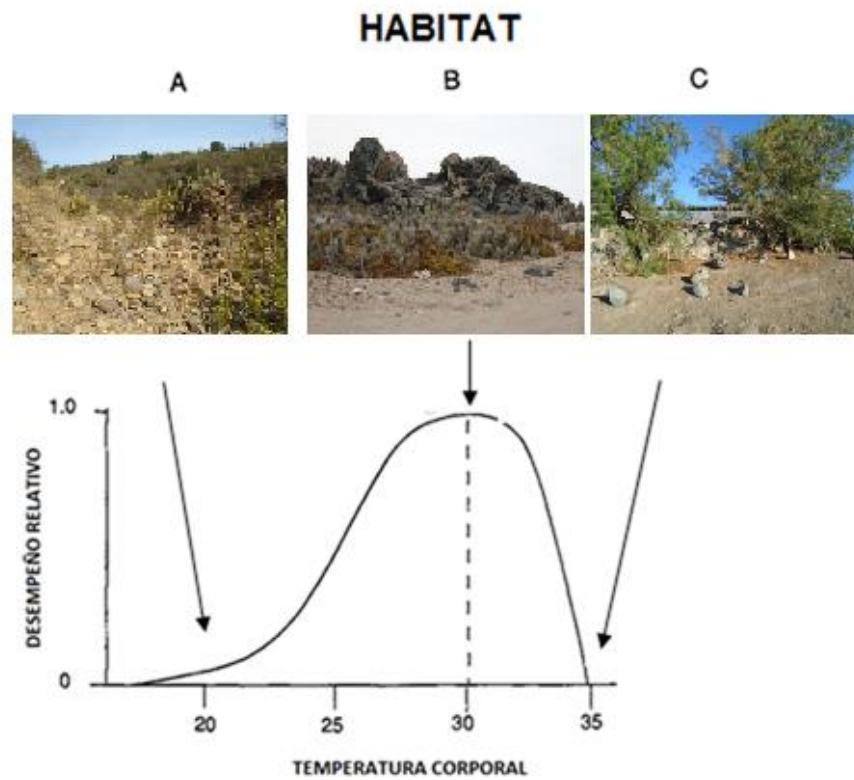 HABITAT
A B C
1.0
DESEMPEÑO RELATIVO
0
20 25 30 35
TEMPERATURA CORPORAL